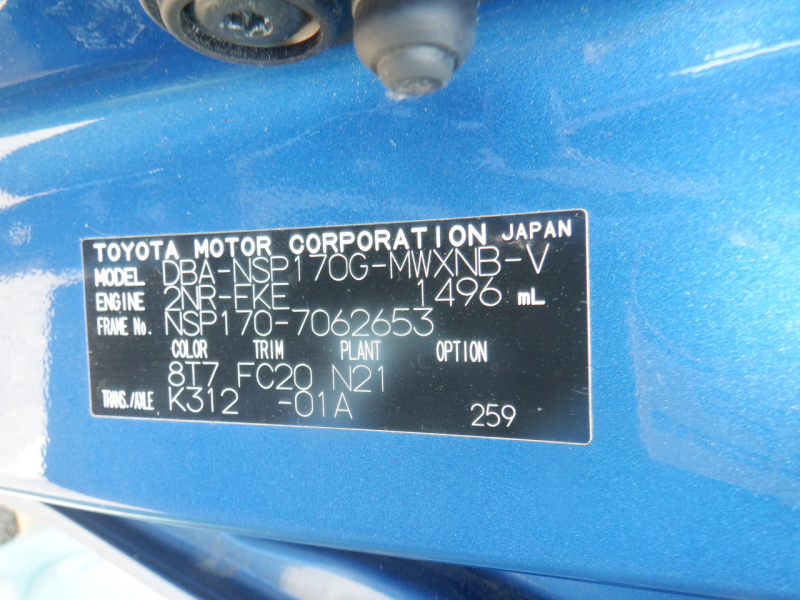 TOYOTA MOTOR CORPORATION JAPAN
MODEL DBA-NSP170G-MWXNB-V
ENGINE 2NR-FKE 1496 mL
FRAME No. NSP170-7062653
COLOR TRIM PLANT OPTION
8T7 FC20 N21
TRANS./AXLE K312 -01A 259